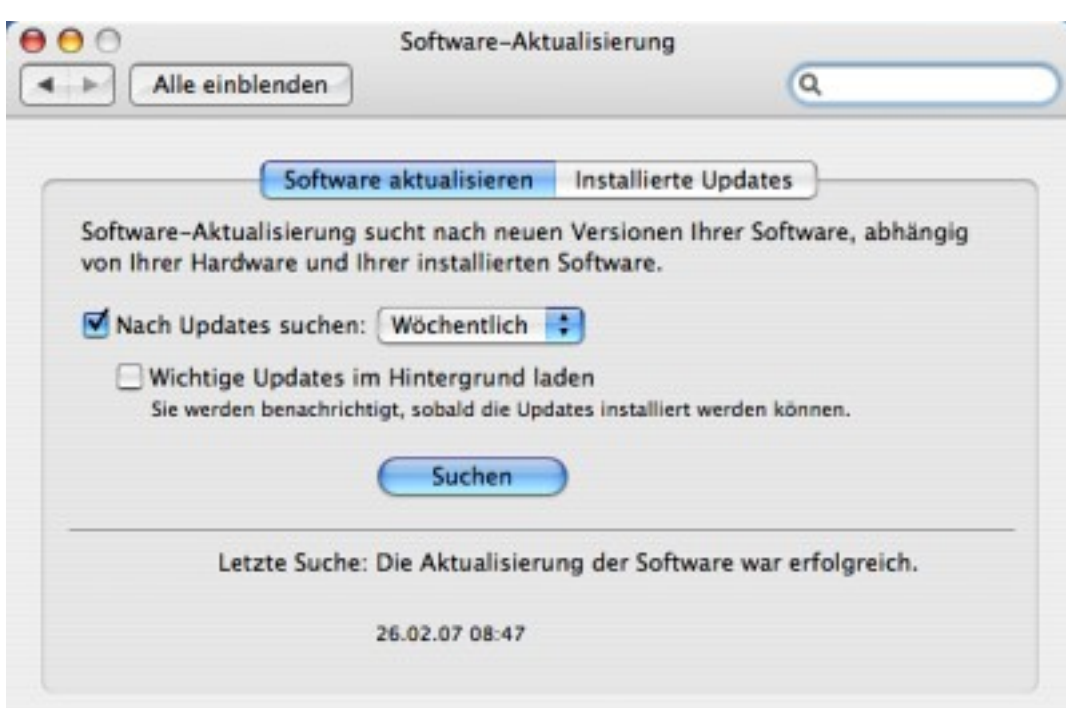 Software-Aktualisierung
Alle einblenden
Software aktualisieren Installierte Updates
Software-Aktualisierung sucht nach neuen Versionen Ihrer Software, abhängig
von Ihrer Hardware und Ihrer installierten Software.
Nach Updates suchen: Wöchentlich
Wichtige Updates im Hintergrund laden
Sie werden benachrichtigt, sobald die Updates installiert werden können.
Suchen
Letzte Suche: Die Aktualisierung der Software war erfolgreich.
26.02.07 08:47